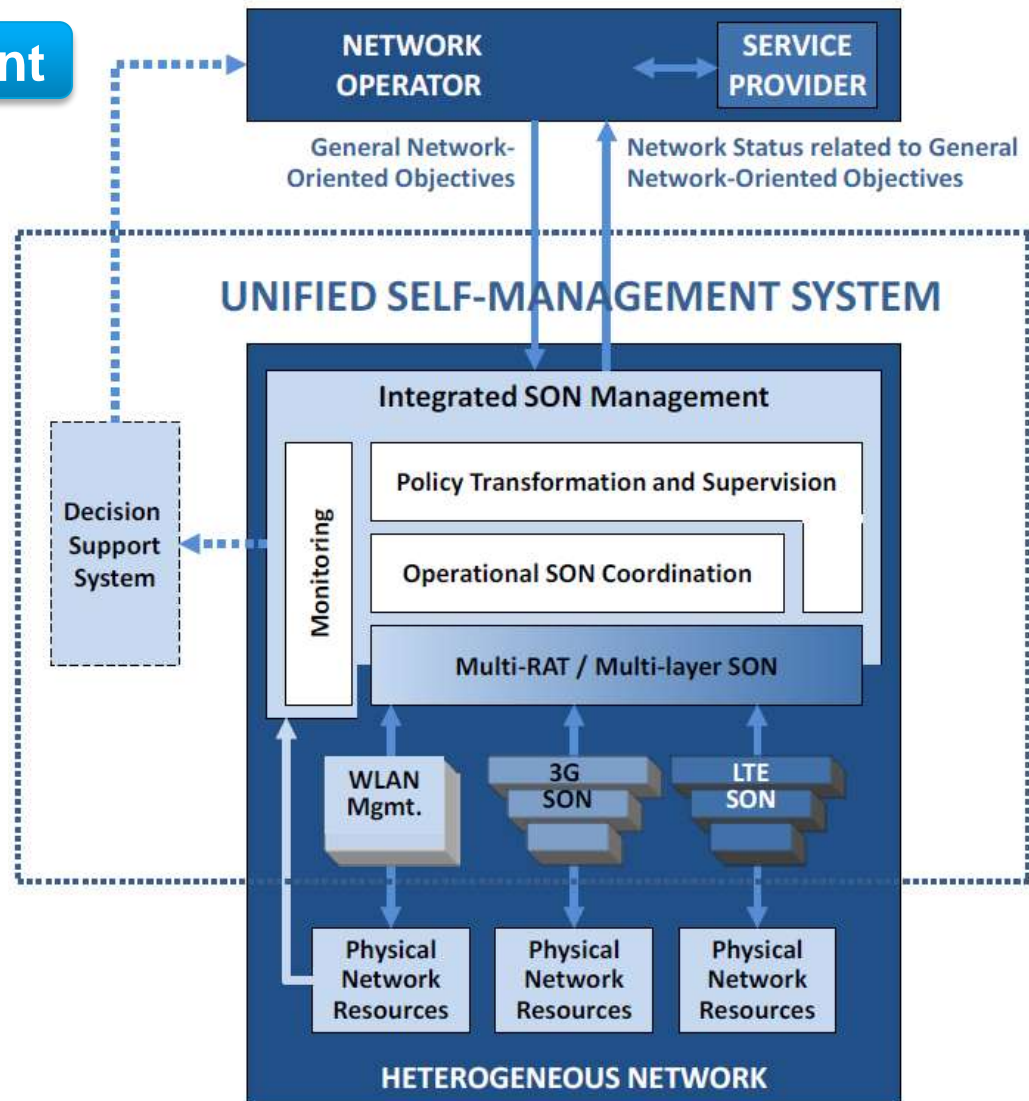 nt
NETWORK
OPERATOR
SERVICE
PROVIDER
General Network-
Oriented Objectives
Network Status related to General
Network-Oriented Objectives
UNIFIED SELF-MANAGEMENT SYSTEM
Integrated SON Management
Policy Transformation and Supervision
Decision
Support
System
Monitoring
Operational SON Coordination
Multi-RAT / Multi-layer SON
WLAN
Mgmt.
3G
SON
LTE
SON
Physical
Network
Resources
Physical
Network
Resources
Physical
Network
Resources
HETEROGENEOUS NETWORK